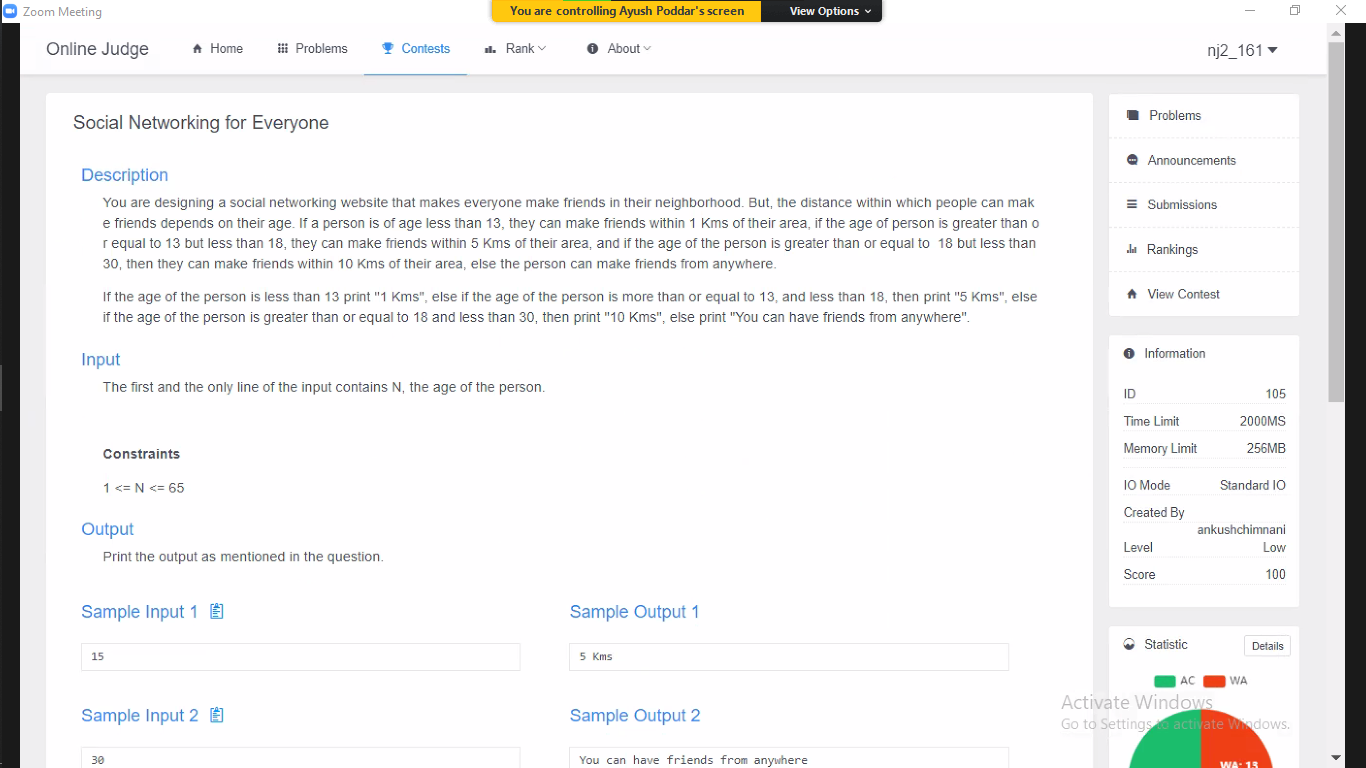 Zoom Meeting
You are controlling Ayush Poddar's screen
View Options
Online Judge
Home
Problems
Contests
Rank
About
nj2_161
Social Networking for Everyone
Description
You are designing a social networking website that makes everyone make friends in their neighborhood. But, the distance within which people can mak
e friends depends on their age. If a person is of age less than 13, they can make friends within 1 Kms of their area, if the age of person is greater than o
r equal to 13 but less than 18, they can make friends within 5 Kms of their area, and if the age of the person is greater than or equal to 18 but less than
30, then they can make friends within 10 Kms of their area, else the person can make friends from anywhere.
If the age of the person is less than 13 print "1 Kms", else if the age of the person is more than or equal to 13, and less than 18, then print "5 Kms", else
if the age of the person is greater than or equal to 18 and less than 30, then print "10 Kms", else print "You can have friends from anywhere".
Input
The first and the only line of the input contains N, the age of the person.
Constraints
1 <= N <= 65
Output
Print the output as mentioned in the question.
Sample Input 1
Sample Output 1
15
5 Kms
Sample Input 2
Sample Output 2
30
You can have friends from anywhere
Problems
Announcements
Submissions
Rankings
View Contest
Information
ID 105
Time Limit 2000MS
Memory Limit 256MB
IO Mode Standard IO
Created By
ankushchimnani
Level Low
Score 100
Statistic
Details
AC WA
Activate Windows
Go to Settings to activate Windows.
WA: 13